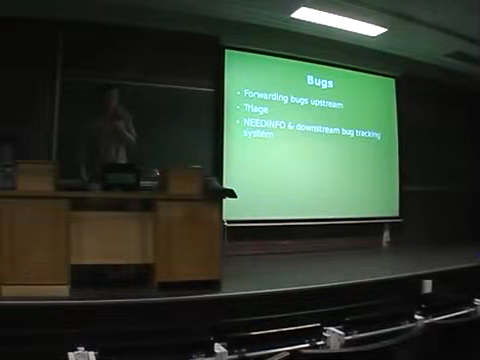 Bugs
• Forwarding bugs upstream
• Triage
• NEEDINFO & downstream bug tracking
system